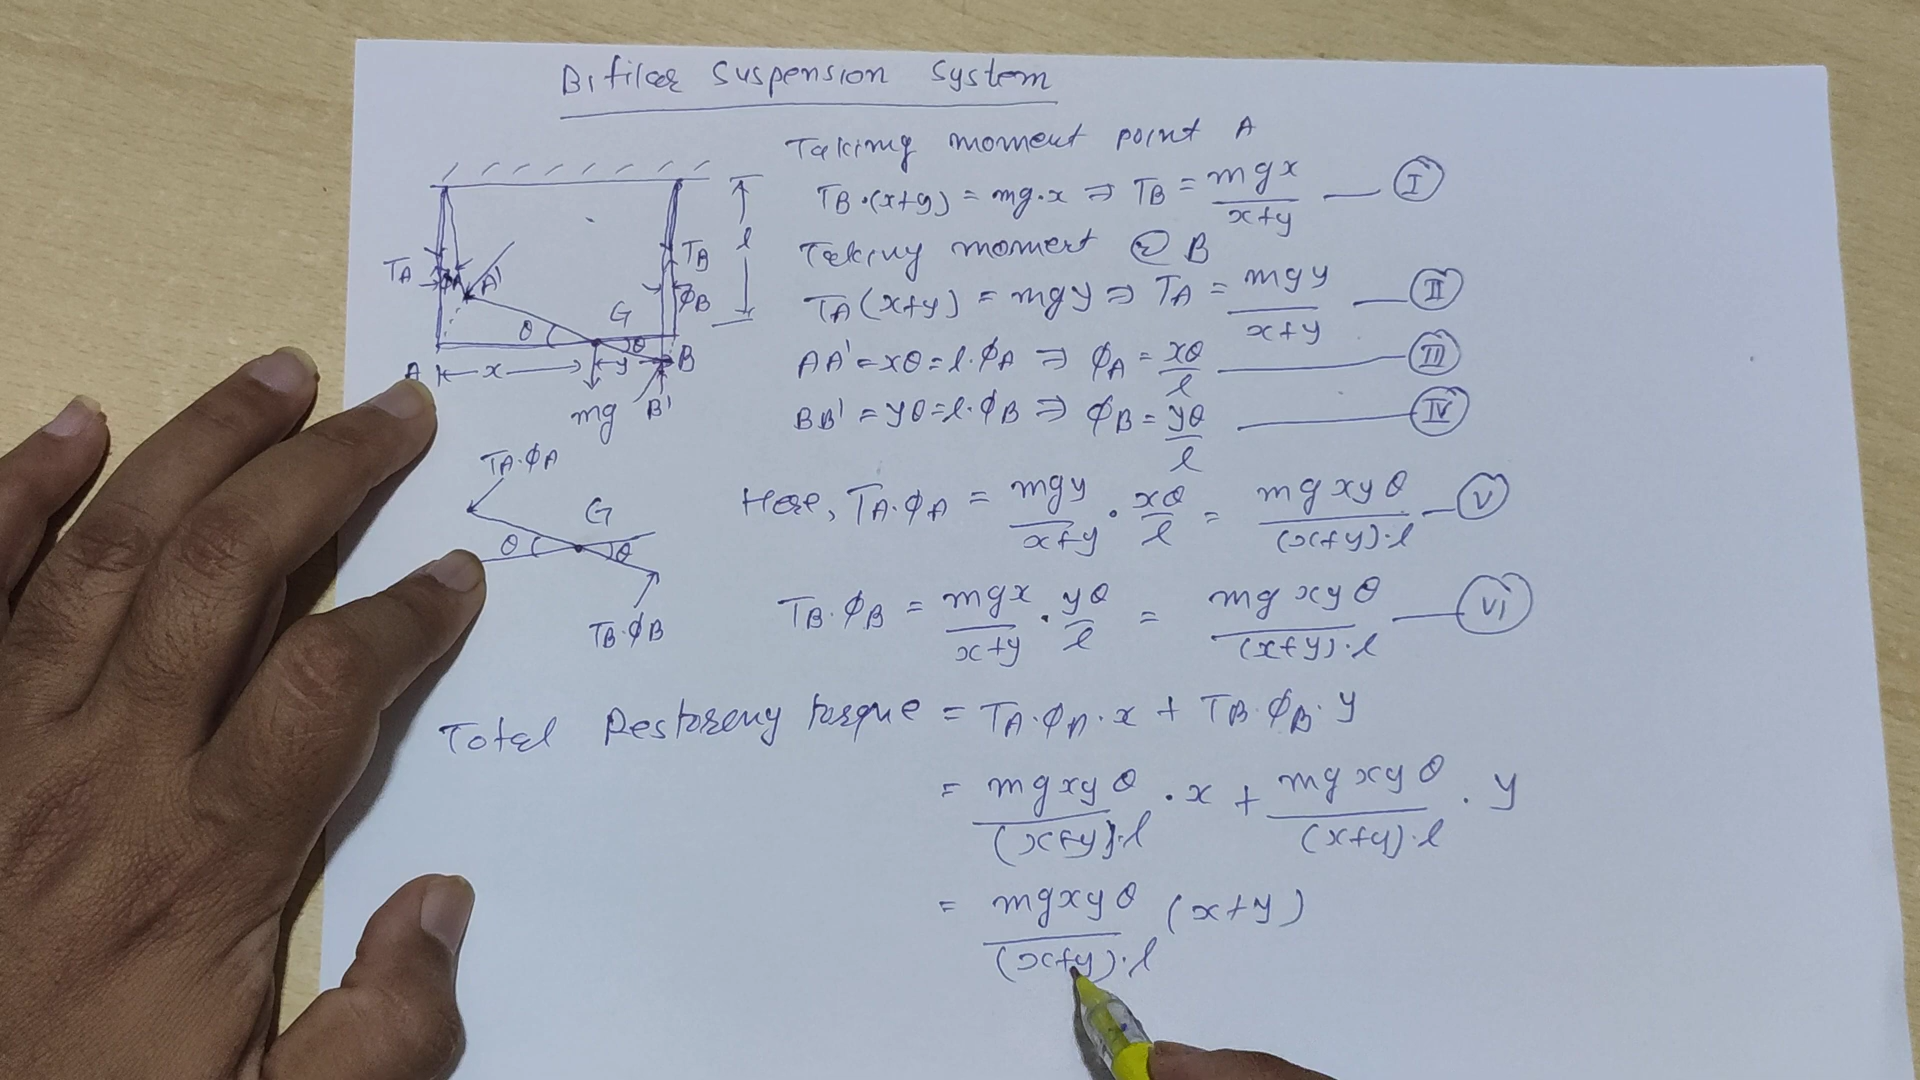 Bifilar Suspension System
Taking moment point A
TB·(x+y) = mg·x ⇒ TB = mgx/(x+y) — I
Taking moment @ B
TA(x+y) = mgy ⇒ TA = mgy/(x+y) — II
AA' = xθ = l·ϕA ⇒ ϕA = xθ/l — III
BB' = yθ = l·ϕB ⇒ ϕB = yθ/l — IV
TA
ϕA
A'
θ
G
θ
TB
ϕB
l
A
x
y
B
mg
B'
TA·ϕA
G
θ
θ
TB·ϕB
Here, TA·ϕA = mgy/(x+y) · xθ/l = mgxyθ/((x+y)·l) — V
TB·ϕB = mgx/(x+y) · yθ/l = mgxyθ/((x+y)·l) — VI
Total Restoring torque = TA·ϕA·x + TB·ϕB·y
= mgxyθ/((x+y)·l) · x + mgxyθ/((x+y)·l) · y
= mgxyθ/((x+y)·l) (x+y)